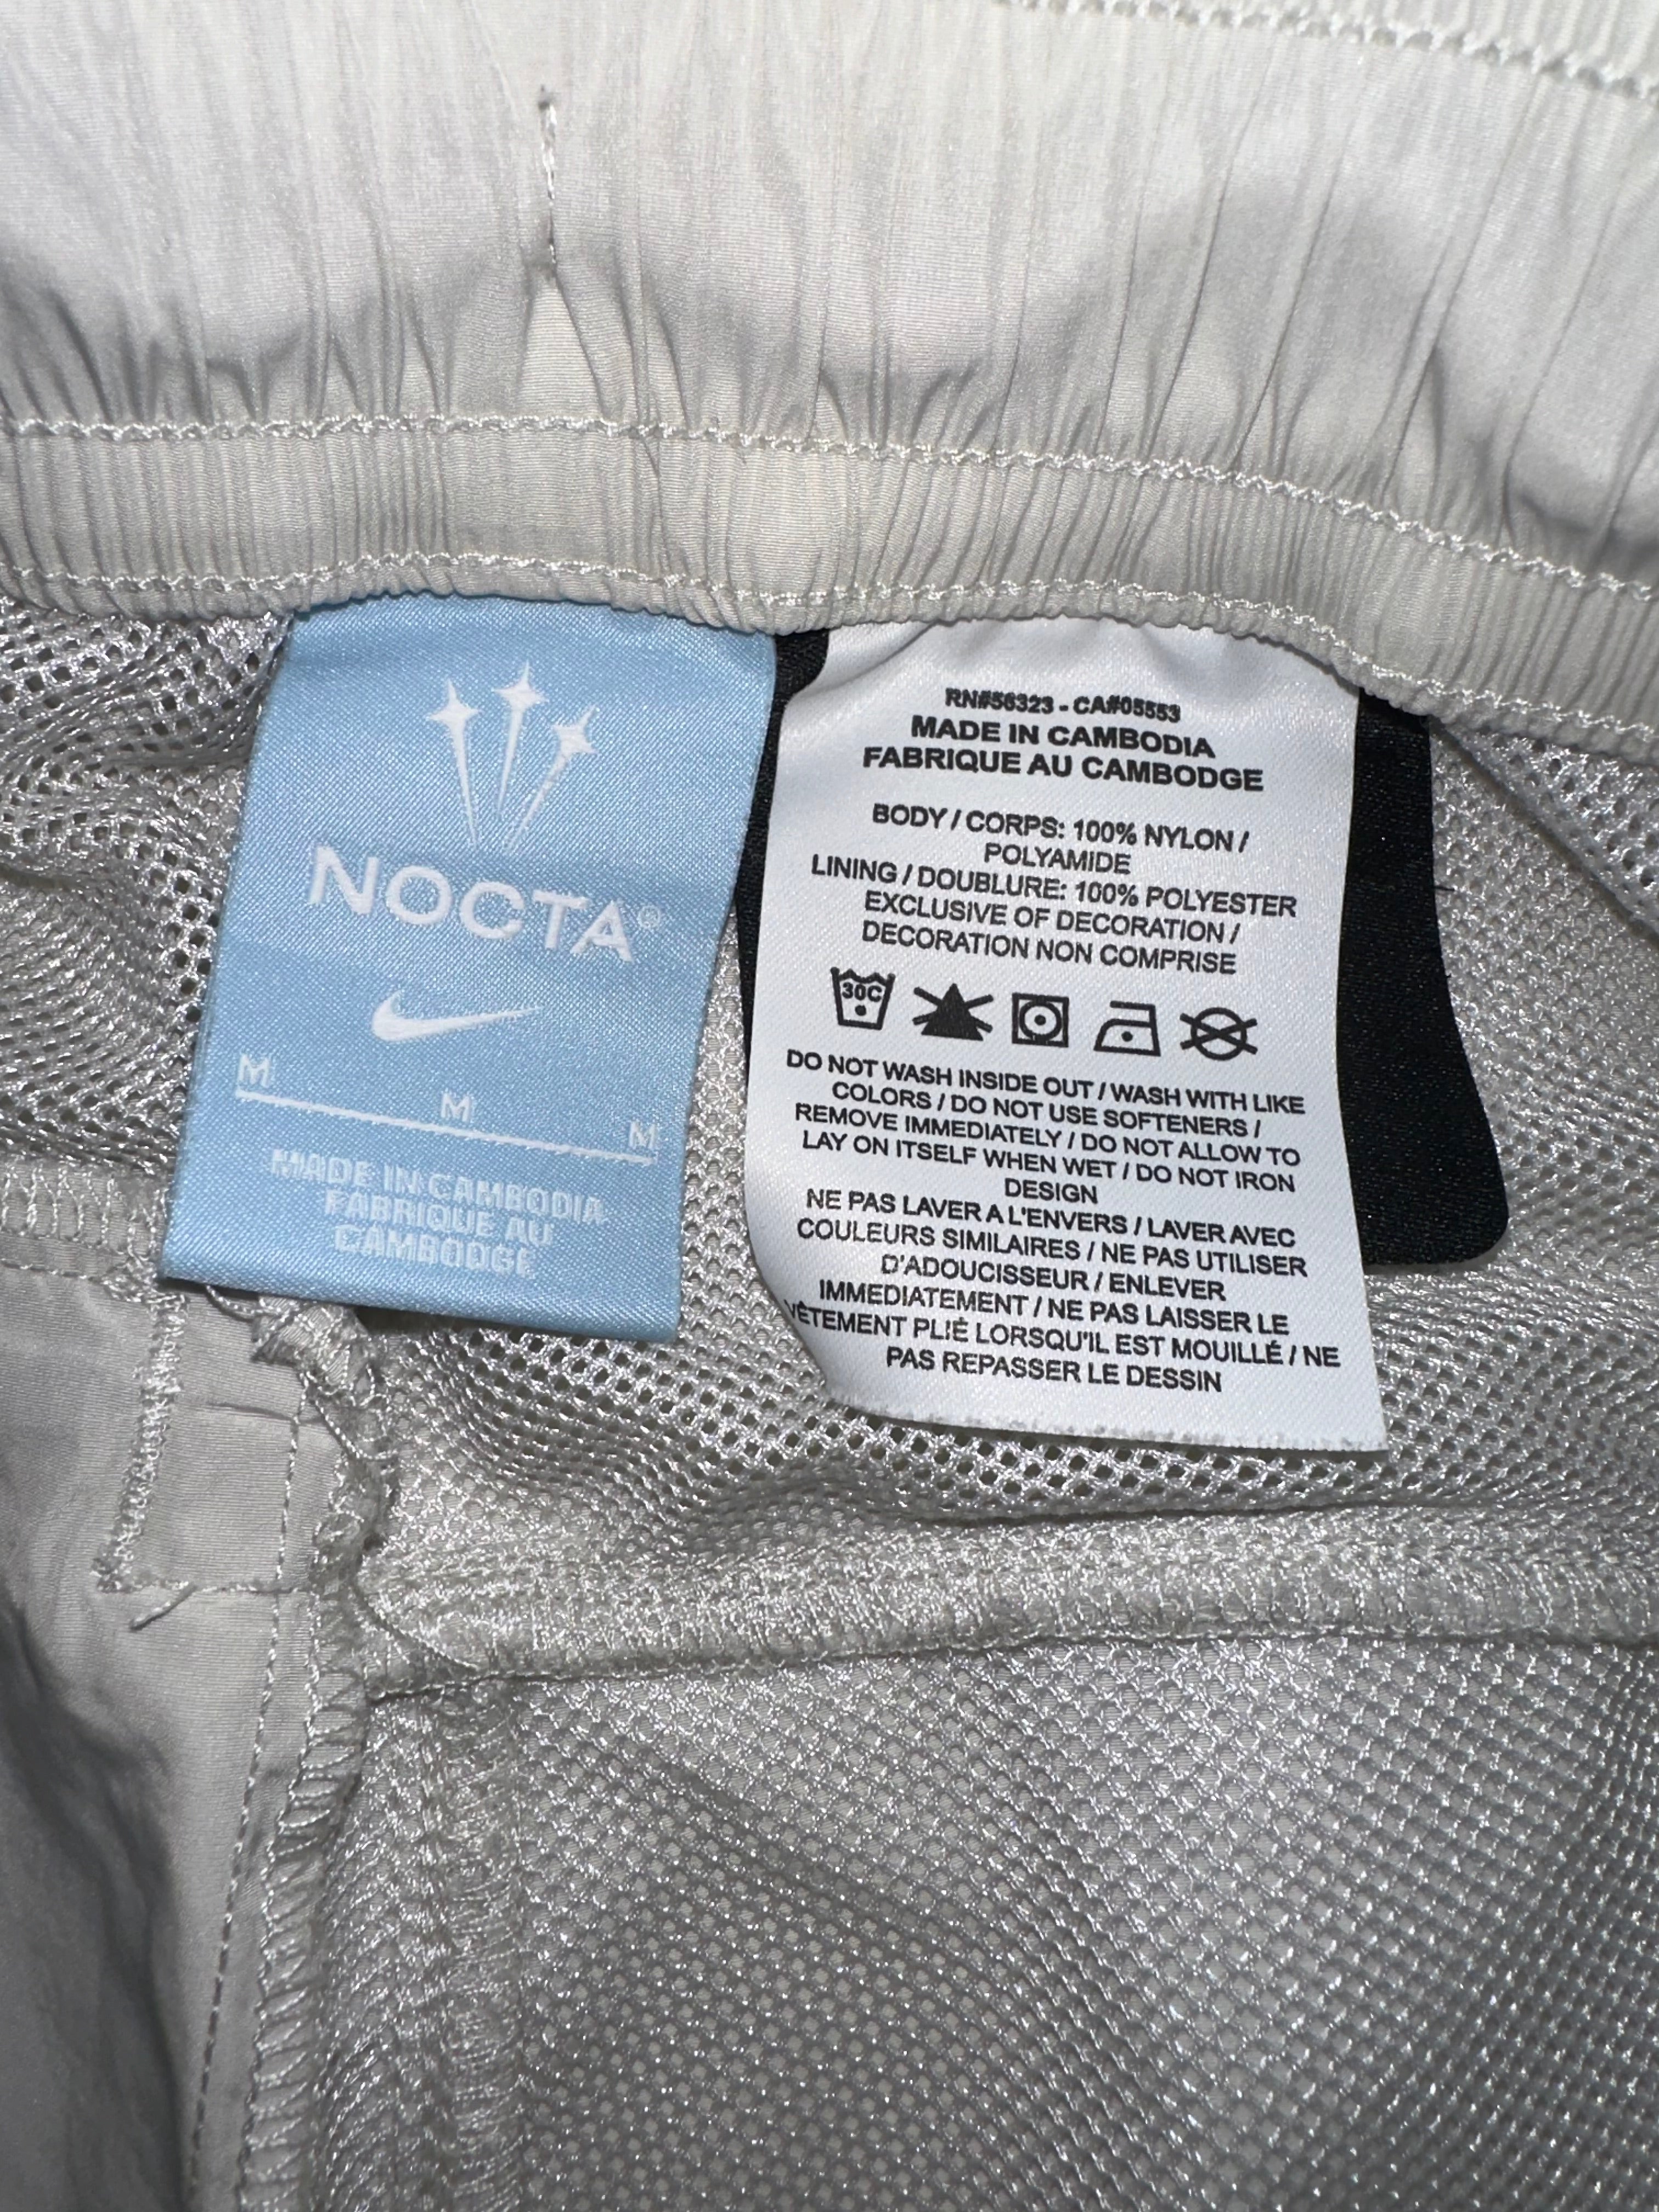 NOCTA®
M M M
MADE IN CAMBODIA
FABRIQUE AU
CAMBODGE
RN#56323 - CA#05553
MADE IN CAMBODIA
FABRIQUE AU CAMBODGE
BODY / CORPS: 100% NYLON /
POLYAMIDE
LINING / DOUBLURE: 100% POLYESTER
EXCLUSIVE OF DECORATION /
DECORATION NON COMPRISE
30C
DO NOT WASH INSIDE OUT / WASH WITH LIKE
COLORS / DO NOT USE SOFTENERS /
REMOVE IMMEDIATELY / DO NOT ALLOW TO
LAY ON ITSELF WHEN WET / DO NOT IRON
DESIGN
NE PAS LAVER A L'ENVERS / LAVER AVEC
COULEURS SIMILAIRES / NE PAS UTILISER
D'ADOUCISSEUR / ENLEVER
IMMEDIATEMENT / NE PAS LAISSER LE
VÊTEMENT PLIÉ LORSQU'IL EST MOUILLÉ / NE
PAS REPASSER LE DESSIN